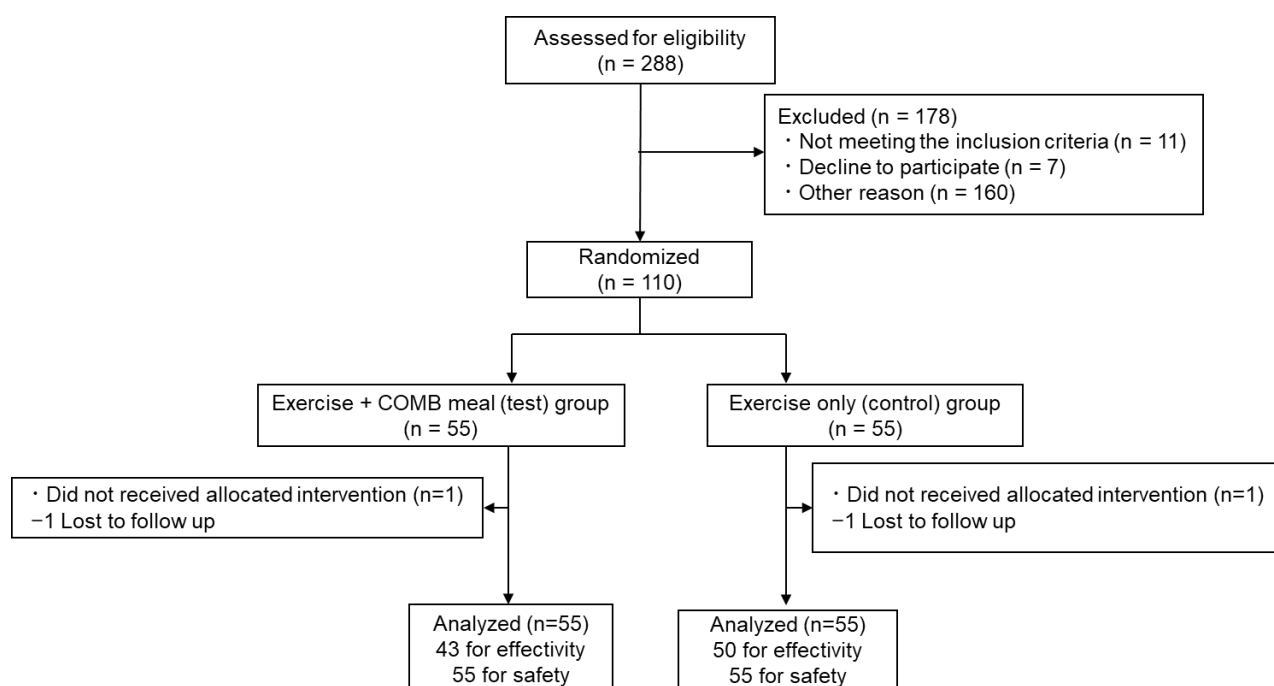 Assessed for eligibility
(n = 288)
Excluded (n = 178)
・Not meeting the inclusion criteria (n = 11)
・Decline to participate (n = 7)
・Other reason (n = 160)
Randomized
(n = 110)
Exercise + COMB meal (test) group
(n = 55)
Exercise only (control) group
(n = 55)
・Did not received allocated intervention (n=1)
−1 Lost to follow up
・Did not received allocated intervention (n=1)
−1 Lost to follow up
Analyzed (n=55)
43 for effectivity
55 for safety
Analyzed (n=55)
50 for effectivity
55 for safety